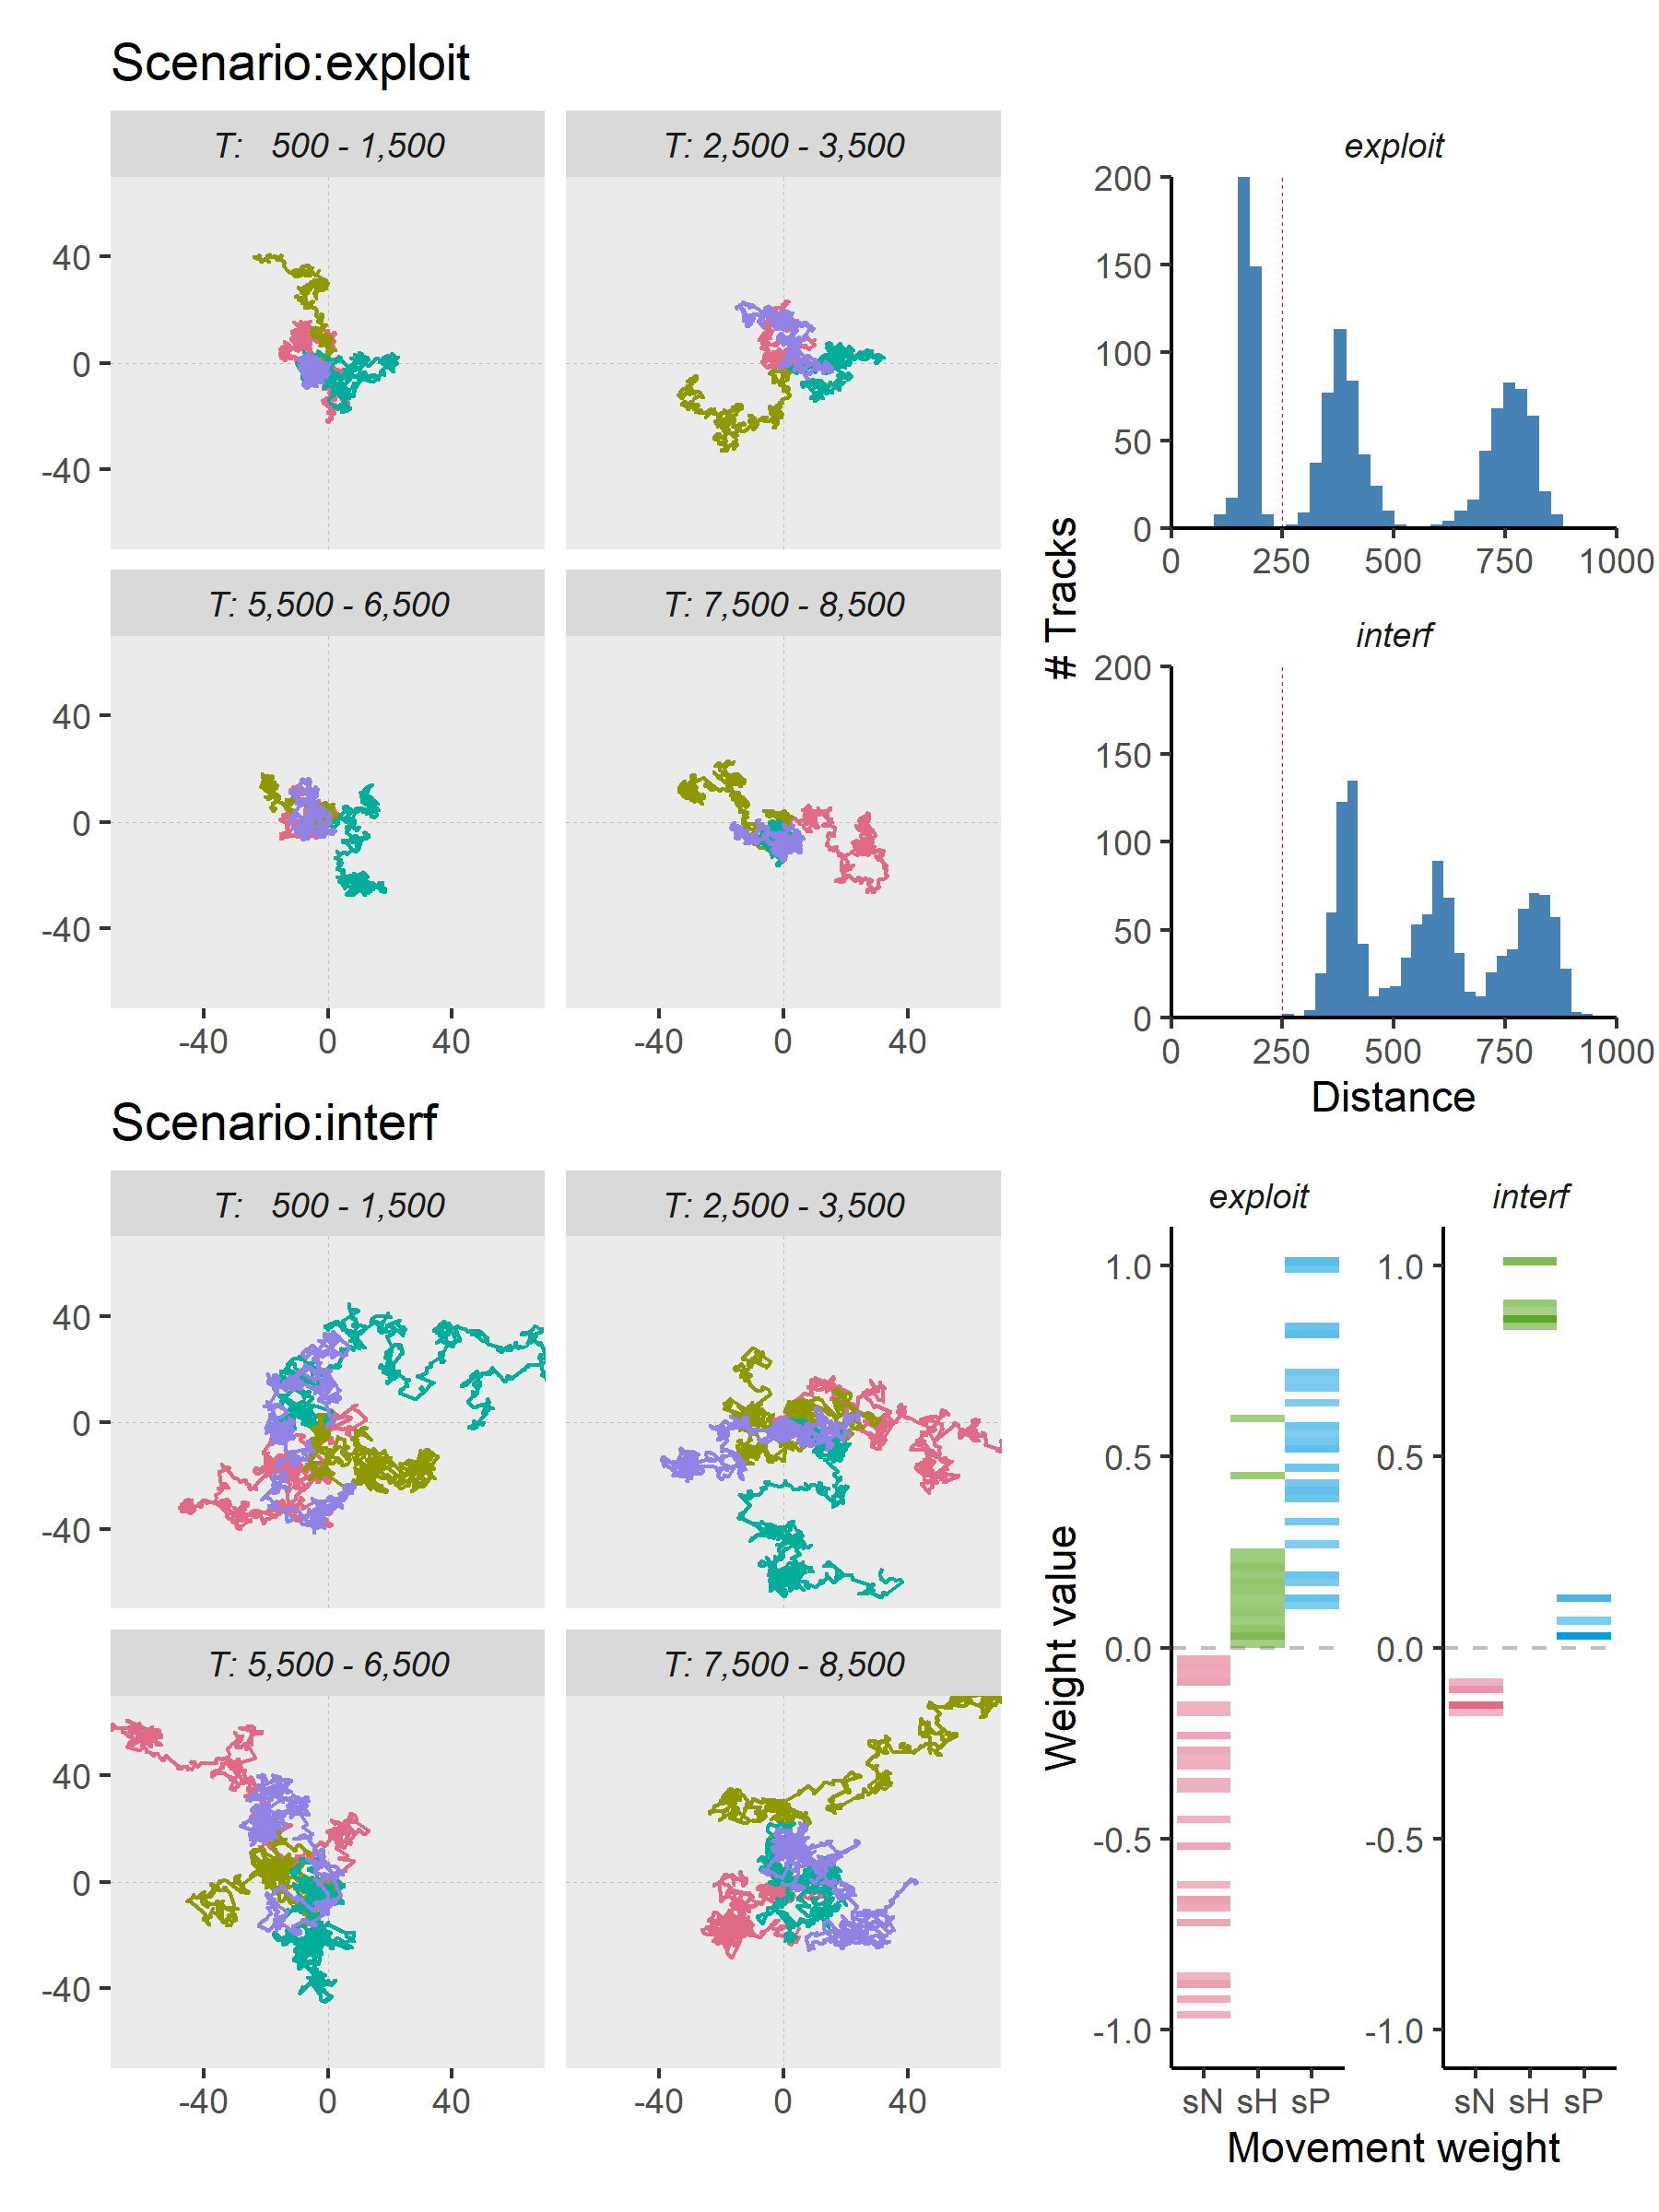 Scenario:exploit
T:   500 - 1,500
T: 2,500 - 3,500
40
0
-40
T: 5,500 - 6,500
T: 7,500 - 8,500
40
0
-40
-40 0 40
-40 0 40
exploit
200
150
100
50
0
0 250 500 750 1000
# Tracks
interf
200
150
100
50
0
0 250 500 750 1000
Distance
Scenario:interf
T:   500 - 1,500
T: 2,500 - 3,500
40
0
-40
T: 5,500 - 6,500
T: 7,500 - 8,500
40
0
-40
-40 0 40
-40 0 40
exploit
interf
Weight value
1.0
0.5
0.0
-0.5
-1.0
1.0
0.5
0.0
-0.5
-1.0
sN sH sP
sN sH sP
Movement weight